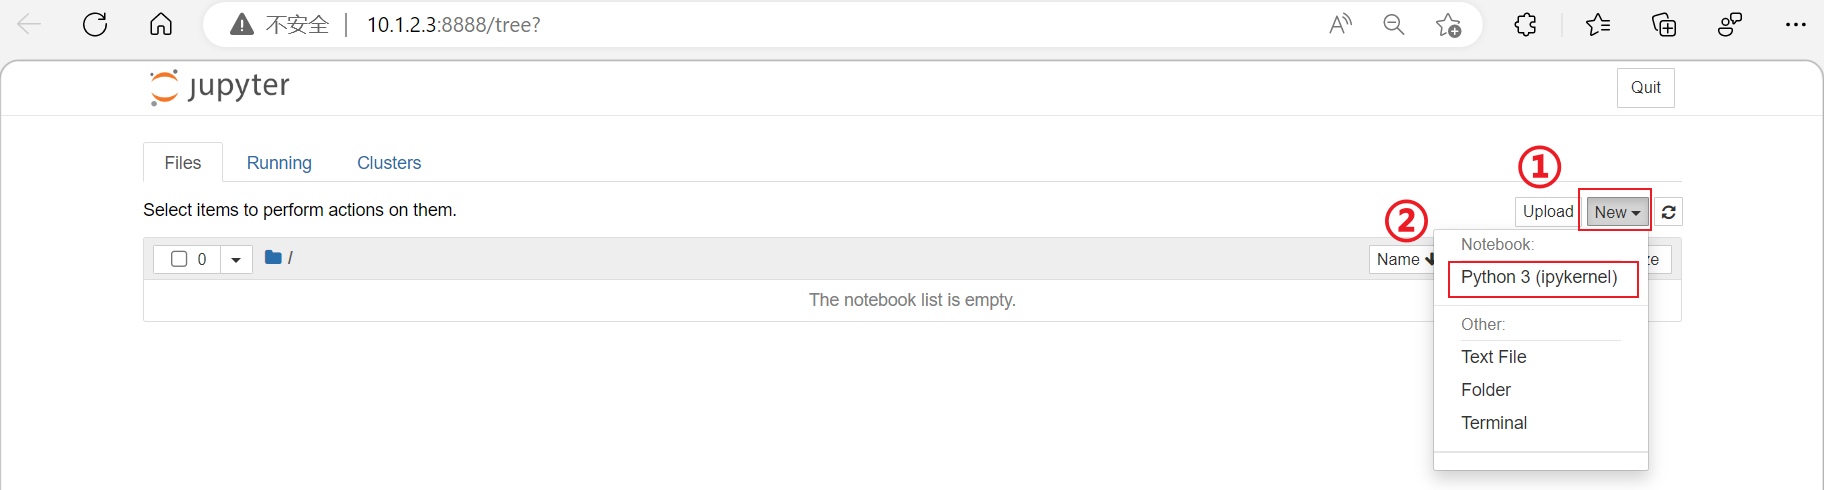 不安全 | 10.1.2.3:8888/tree?
jupyter
Quit
Files Running Clusters
①
Select items to perform actions on them.
Upload New
②
0 /
Name ze
Notebook:
Python 3 (ipykernel)
The notebook list is empty.
Other:
Text File
Folder
Terminal